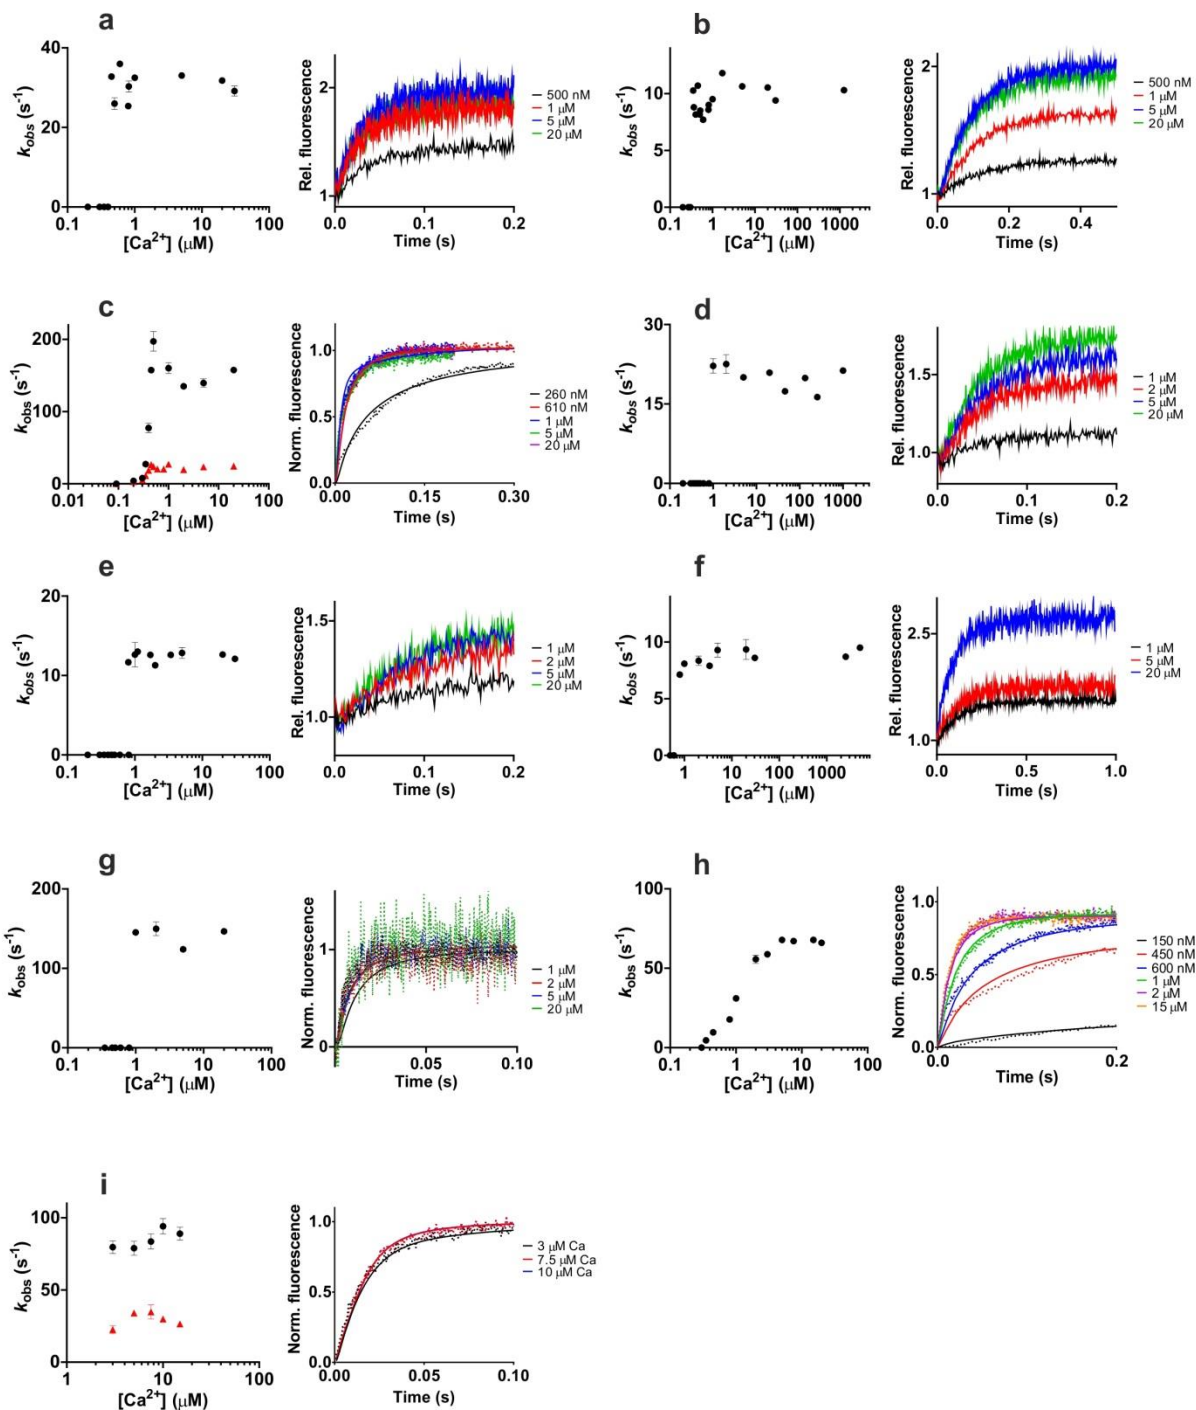 a
k_obs (s⁻¹)
40
20
0
0.1 1 10 100
[Ca²⁺] (µM)
Rel. fluorescence
2
1
0.0 0.1 0.2
Time (s)
500 nM
1 µM
5 µM
20 µM
b
k_obs (s⁻¹)
10
5
0
0.1 1 10 100 1000
[Ca²⁺] (µM)
Rel. fluorescence
2
1
0.0 0.2 0.4
Time (s)
500 nM
1 µM
5 µM
20 µM
c
k_obs (s⁻¹)
200
100
0
0.01 0.1 1 10 100
[Ca²⁺] (µM)
Norm. fluorescence
1.0
0.5
0.0
0.00 0.15 0.30
Time (s)
260 nM
610 nM
1 µM
5 µM
20 µM
d
k_obs (s⁻¹)
30
15
0
0.1 1 10 100 1000
[Ca²⁺] (µM)
Rel. fluorescence
1.5
1.0
0.0 0.1 0.2
Time (s)
1 µM
2 µM
5 µM
20 µM
e
k_obs (s⁻¹)
20
10
0
0.1 1 10 100
[Ca²⁺] (µM)
Rel. fluorescence
1.5
1.0
0.0 0.1 0.2
Time (s)
1 µM
2 µM
5 µM
20 µM
f
k_obs (s⁻¹)
10
5
0
1 10 100 1000
[Ca²⁺] (µM)
Rel. fluorescence
2.5
1.0
0.0 0.5 1.0
Time (s)
1 µM
5 µM
20 µM
g
k_obs (s⁻¹)
200
100
0
0.1 1 10 100
[Ca²⁺] (µM)
Norm. fluorescence
1
0
0.05 0.10
Time (s)
1 µM
2 µM
5 µM
20 µM
h
k_obs (s⁻¹)
100
50
0
0.1 1 10 100
[Ca²⁺] (µM)
Norm. fluorescence
1.0
0.5
0.0
0.0 0.2
Time (s)
150 nM
450 nM
600 nM
1 µM
2 µM
15 µM
i
k_obs (s⁻¹)
100
50
0
1 10 100
[Ca²⁺] (µM)
Norm. fluorescence
1.0
0.5
0.0
0.00 0.05 0.10
Time (s)
3 µM Ca
7.5 µM Ca
10 µM Ca